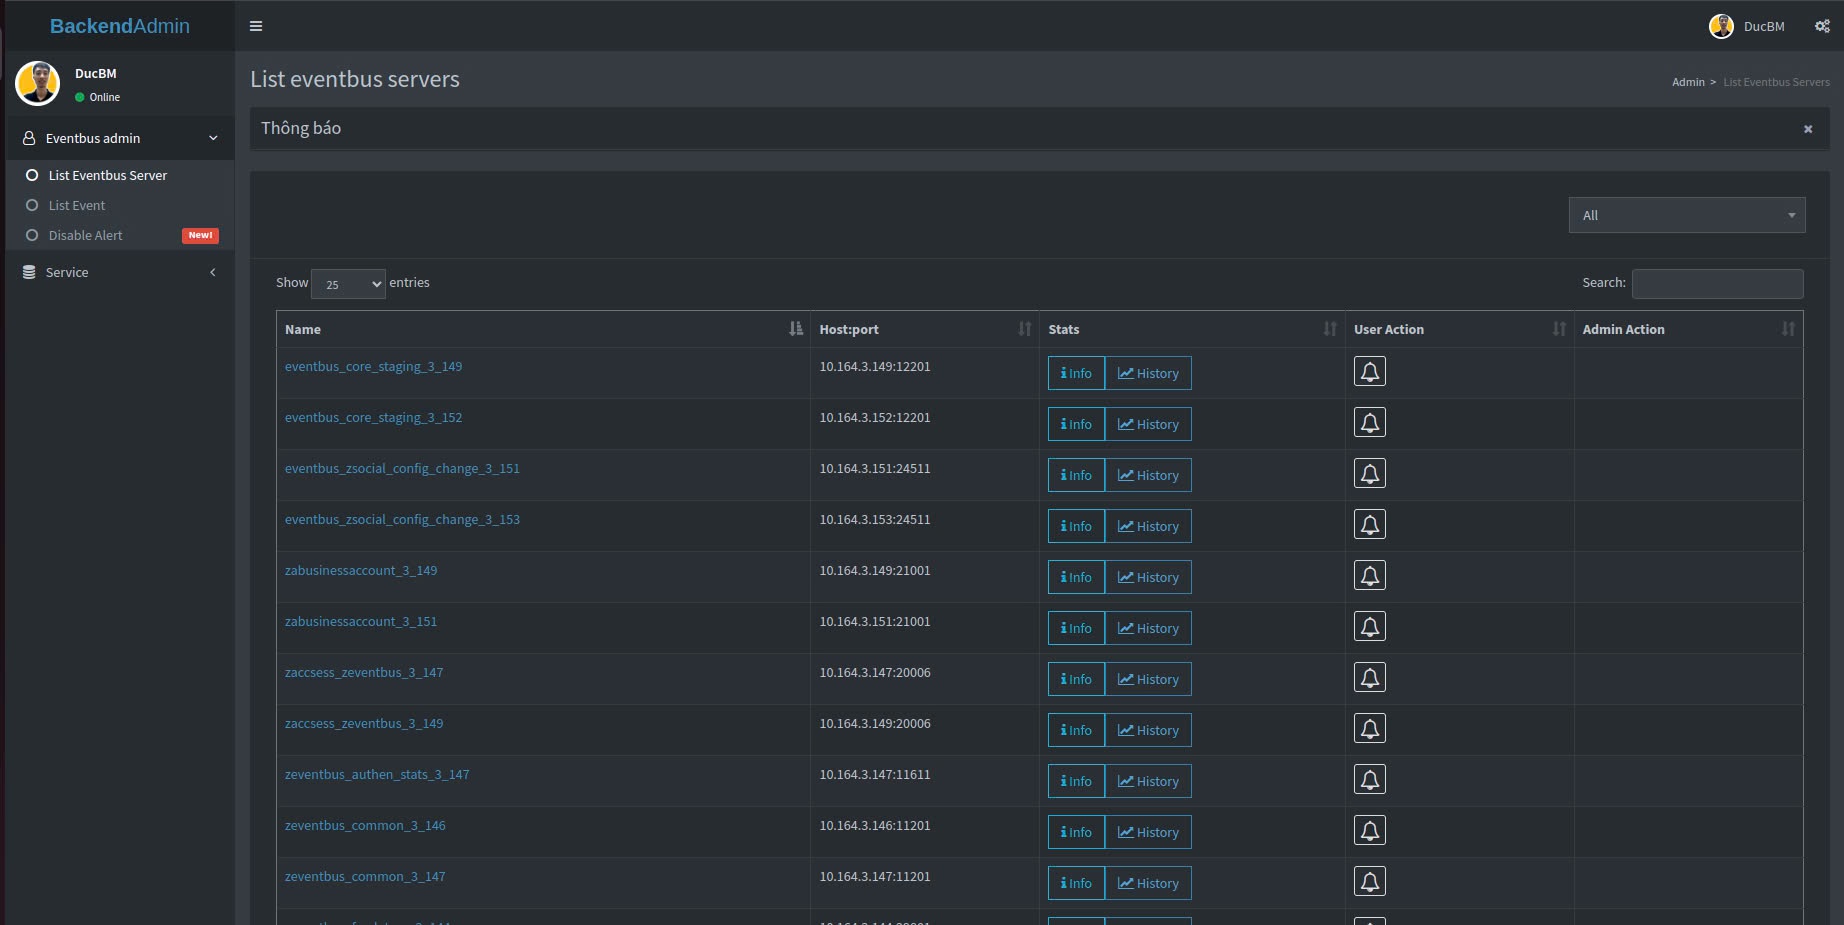 BackendAdmin
DucBM
DucBM
Online
List eventbus servers
Admin > List Eventbus Servers
Thông báo
Eventbus admin
List Eventbus Server
List Event
Disable Alert New!
Service
All
Show 25 entries
Search:
Name Host:port Stats User Action Admin Action
eventbus_core_staging_3_149 10.164.3.149:12201 Info History
eventbus_core_staging_3_152 10.164.3.152:12201 Info History
eventbus_zsocial_config_change_3_151 10.164.3.151:24511 Info History
eventbus_zsocial_config_change_3_153 10.164.3.153:24511 Info History
zabusinessaccount_3_149 10.164.3.149:21001 Info History
zabusinessaccount_3_151 10.164.3.151:21001 Info History
zaccsess_zeventbus_3_147 10.164.3.147:20006 Info History
zaccsess_zeventbus_3_149 10.164.3.149:20006 Info History
zeventbus_authen_stats_3_147 10.164.3.147:11611 Info History
zeventbus_common_3_146 10.164.3.146:11201 Info History
zeventbus_common_3_147 10.164.3.147:11201 Info History